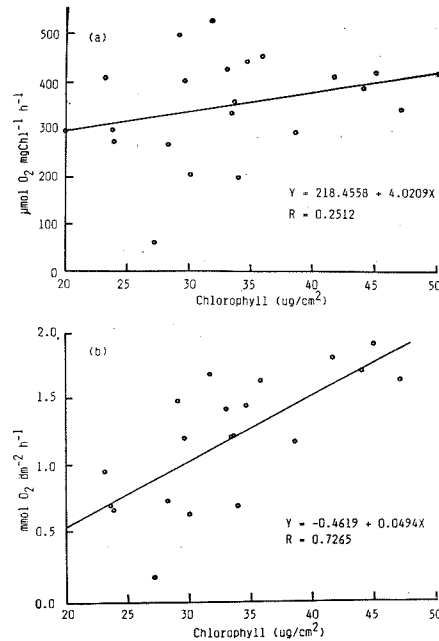 (a)
500
400
300
200
100
0
µmol O2 mgChl-1 h-1
Y = 218.4558 + 4.0209X
R = 0.2512
20 25 30 35 40 45 50
Chlorophyll (ug/cm2)
(b)
2.0
1.5
1.0
0.5
0.0
mmol O2 dm-2 h-1
Y = -0.4619 + 0.0494X
R = 0.7265
20 25 30 35 40 45 50
Chlorophyll (ug/cm2)